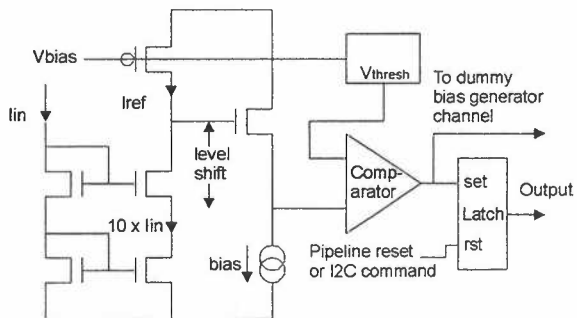 Vbias
Vthresh
To dummy
bias generator
channel
Iin
Iref
level
shift
Comp-
arator
set
Output
Latch
10 x Iin
bias
Pipeline reset
or I2C command
rst